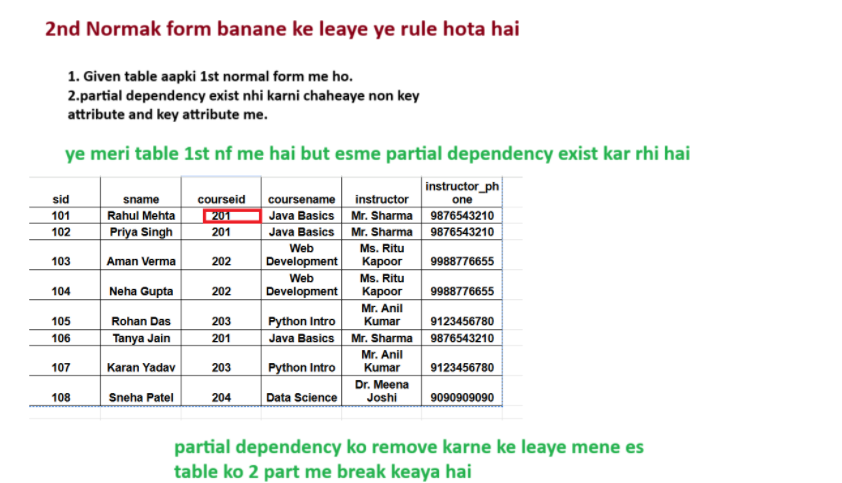 2nd Normak form banane ke leaye ye rule hota hai
1. Given table aapki 1st normal form me ho.
2.partial dependency exist nhi karni chaheaye non key
attribute and key attribute me.
ye meri table 1st nf me hai but esme partial dependency exist kar rhi hai
sid sname courseid coursename instructor instructor_ph
one
101 Rahul Mehta 201 Java Basics Mr. Sharma 9876543210
102 Priya Singh 201 Java Basics Mr. Sharma 9876543210
103 Aman Verma 202 Web Development Ms. Ritu Kapoor 9988776655
104 Neha Gupta 202 Web Development Ms. Ritu Kapoor 9988776655
105 Rohan Das 203 Python Intro Mr. Anil Kumar 9123456780
106 Tanya Jain 201 Java Basics Mr. Sharma 9876543210
107 Karan Yadav 203 Python Intro Mr. Anil Kumar 9123456780
108 Sneha Patel 204 Data Science Dr. Meena Joshi 9090909090
partial dependency ko remove karne ke leaye mene es
table ko 2 part me break keaya hai